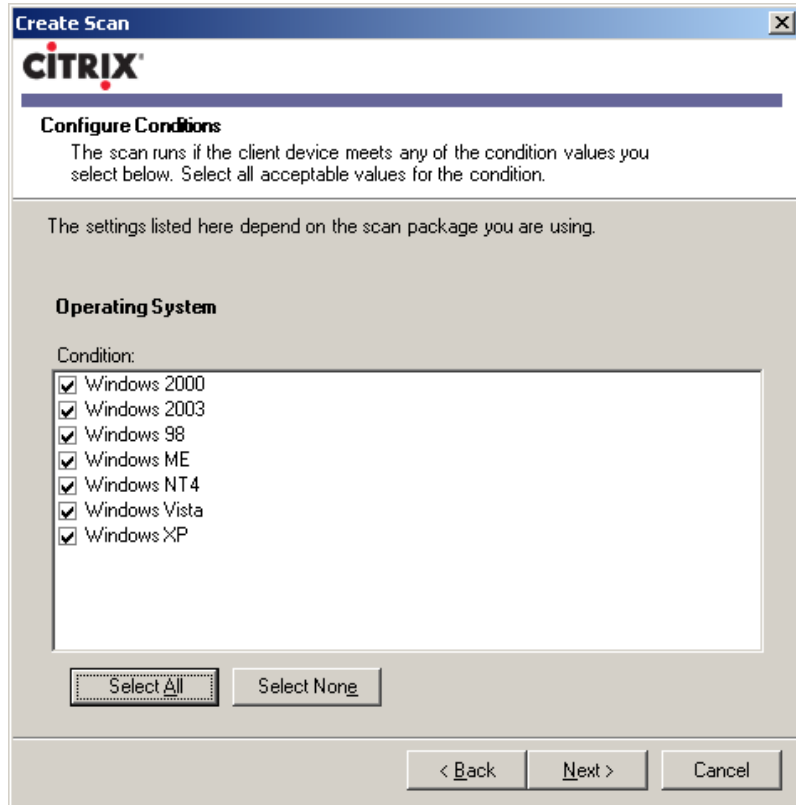 Create Scan
CİTRIX
Configure Conditions
The scan runs if the client device meets any of the condition values you
select below. Select all acceptable values for the condition.
The settings listed here depend on the scan package you are using.
Operating System
Condition:
Windows 2000
Windows 2003
Windows 98
Windows ME
Windows NT4
Windows Vista
Windows XP
Select All
Select None
< Back
Next >
Cancel